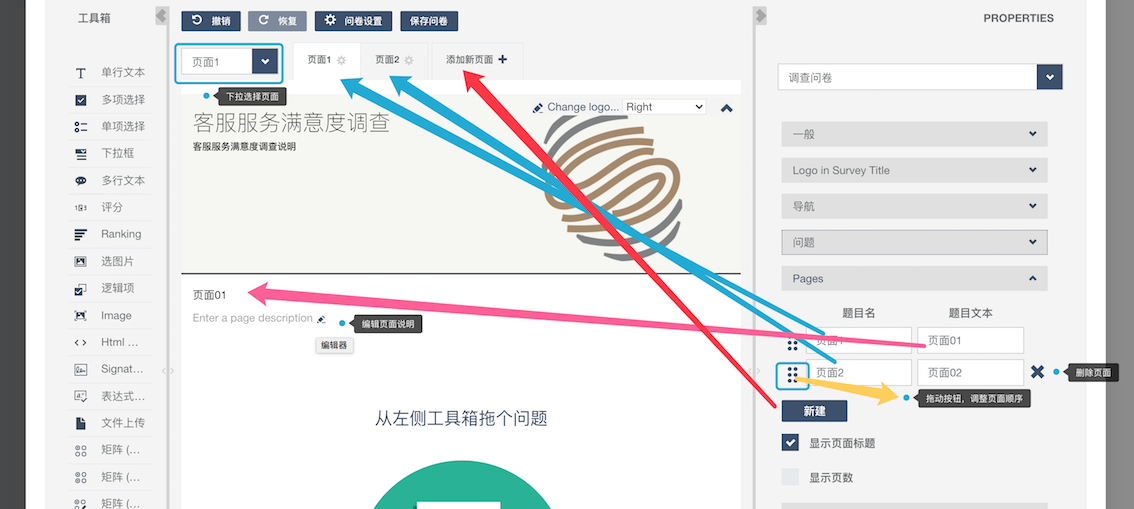 工具箱
撤销
恢复
问卷设置
保存问卷
PROPERTIES
页面1
页面1
页面2
添加新页面
下拉选择页面
单行文本
多项选择
单项选择
下拉框
多行文本
评分
Ranking
选图片
逻辑项
Image
Html ...
Signat...
表达式...
文件上传
矩阵 (...
矩阵 (...
矩阵 (...
Change logo...
Right
客服服务满意度调查
客服服务满意度调查说明
页面01
Enter a page description
编辑页面说明
编辑器
从左侧工具箱拖个问题
调查问卷
一般
Logo in Survey Title
导航
问题
Pages
题目名
题目文本
页面1
页面01
页面2
页面02
删除页面
拖动按钮，调整页面顺序
新建
显示页面标题
显示页数